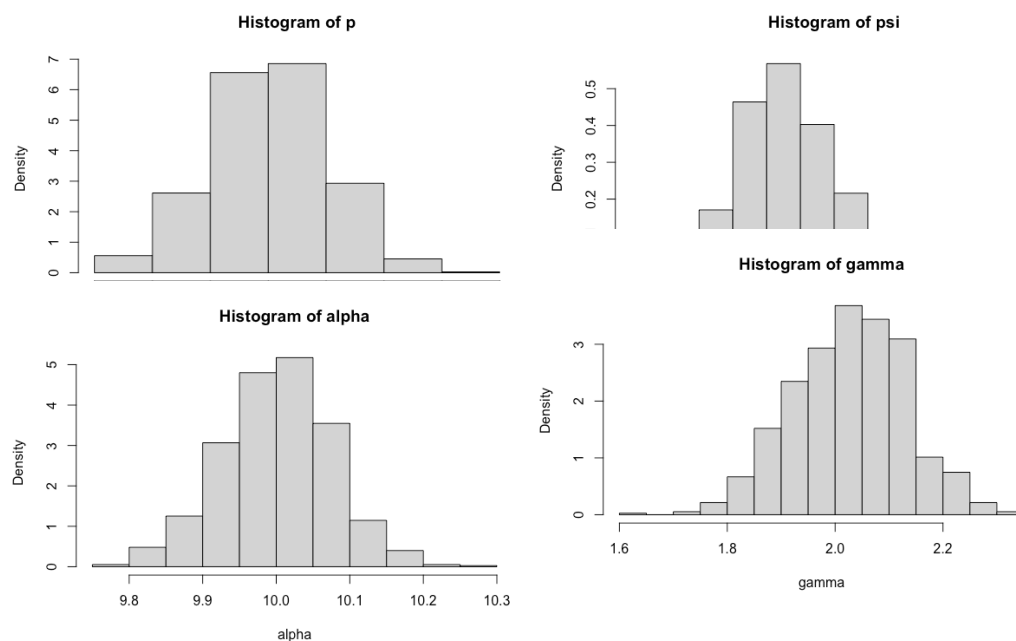 Histogram of p
7
6
5
4
3
2
1
0
Density
Histogram of psi
0.5
0.4
0.3
0.2
Density
Histogram of alpha
5
4
3
2
1
0
Density
9.8 9.9 10.0 10.1 10.2 10.3
alpha
Histogram of gamma
3
2
1
0
Density
1.6 1.8 2.0 2.2
gamma